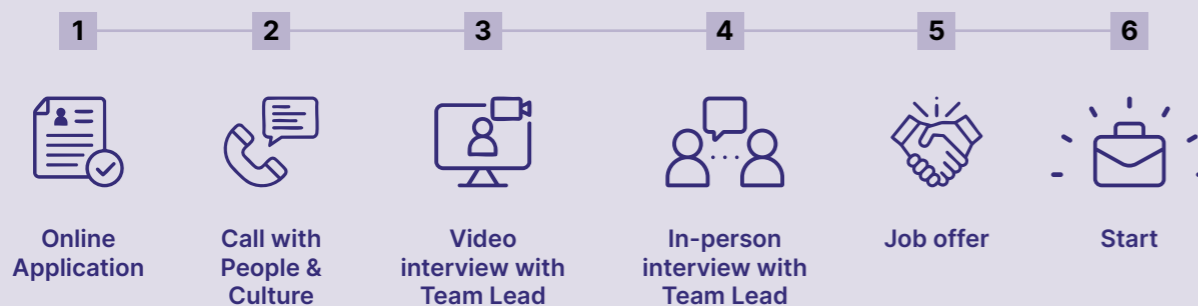 1 2 3 4 5 6
Online
Application
Call with
People &
Culture
Video
interview with
Team Lead
In-person
interview with
Team Lead
Job offer
Start